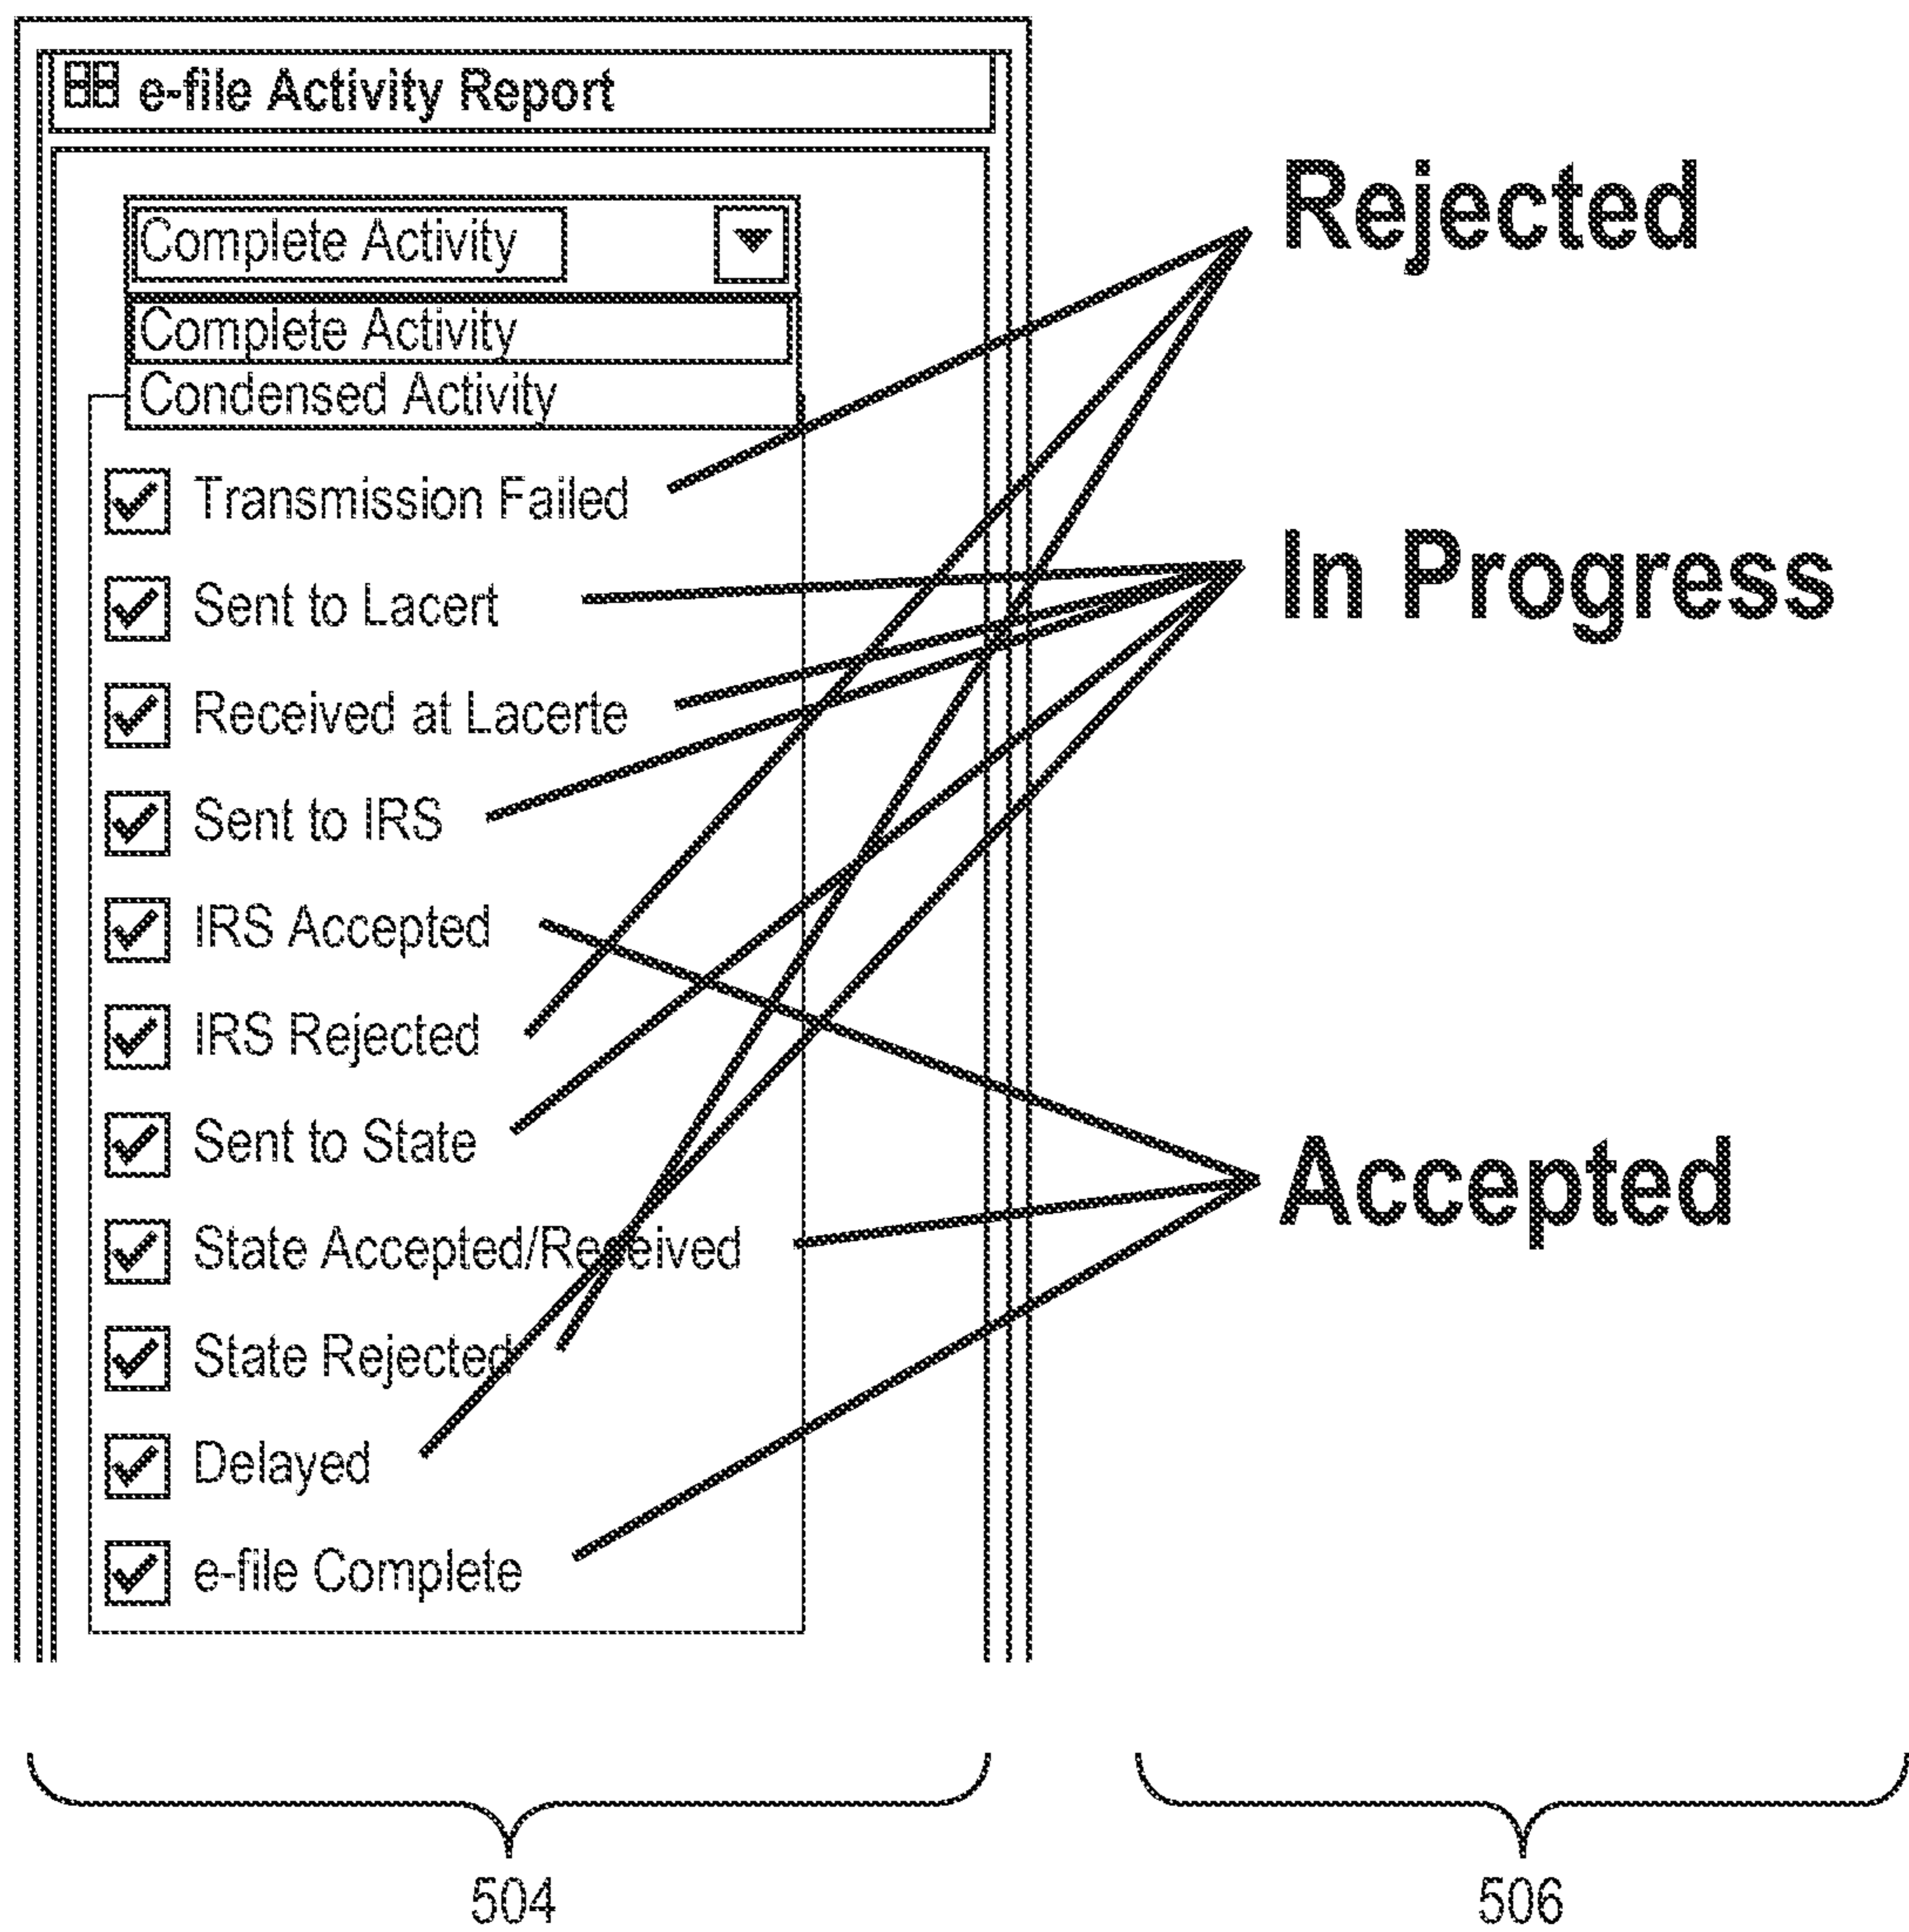 e-file Activity Report
Complete Activity
Complete Activity
Condensed Activity
Transmission Failed
Sent to Lacert
Received at Lacerte
Sent to IRS
IRS Accepted
IRS Rejected
Sent to State
State Accepted/Received
State Rejected
Delayed
e-file Complete
Rejected
In Progress
Accepted
504
506